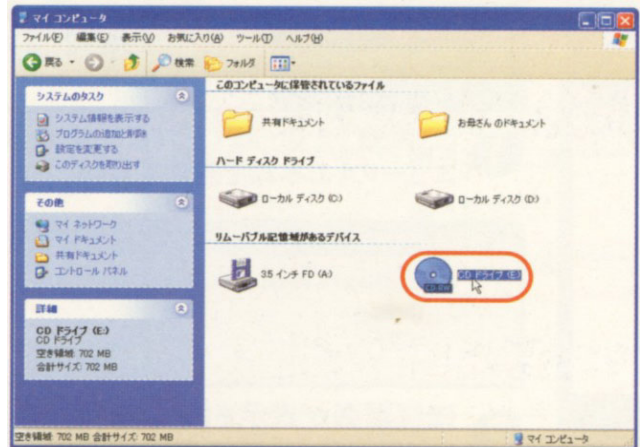 マイ コンピュータ
ファイル(F) 編集(E) 表示(V) お気に入り(A) ツール(T) ヘルプ(H)
戻る 検索 フォルダ
システムのタスク
システム情報を表示する
プログラムの追加と削除
設定を変更する
このディスクを取り出す
その他
マイ ネットワーク
マイ ドキュメント
共有ドキュメント
コントロール パネル
詳細
CD ドライブ (E:)
CD ドライブ
空き領域: 702 MB
合計サイズ: 702 MB
このコンピュータに保管されているファイル
共有ドキュメント お母さん のドキュメント
ハード ディスク ドライブ
ローカル ディスク (C:) ローカル ディスク (D:)
リムーバブル記憶域があるデバイス
3.5 インチ FD (A:) CD ドライブ (E:)
CD-RW
空き領域: 702 MB 合計サイズ: 702 MB マイ コンピュータ